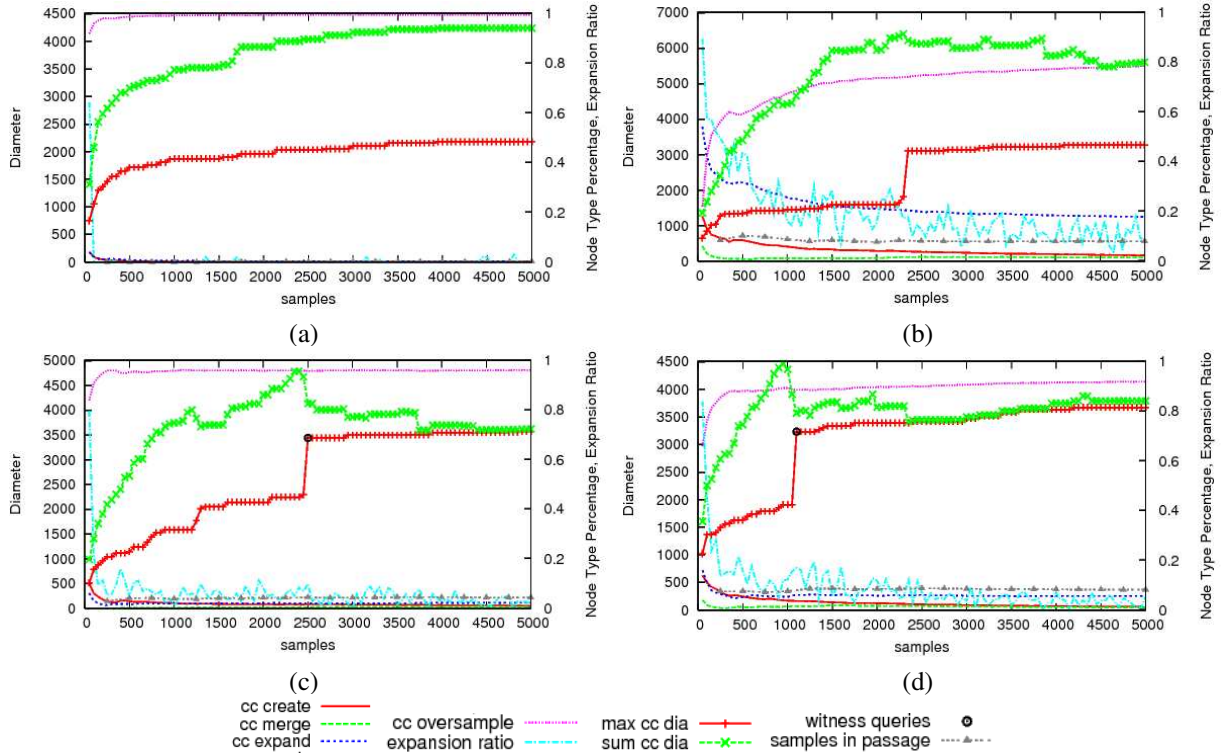 4500
4000
3500
3000
2500
2000
1500
1000
500
0
Diameter
0 500 1000 1500 2000 2500 3000 3500 4000 4500 5000
samples
1
0.8
0.6
0.4
0.2
0
Node Type Percentage, Expansion Ratio
(a)
7000
6000
5000
4000
3000
2000
1000
0
Diameter
0 500 1000 1500 2000 2500 3000 3500 4000 4500 5000
samples
1
0.8
0.6
0.4
0.2
0
Node Type Percentage, Expansion Ratio
(b)
5000
4500
4000
3500
3000
2500
2000
1500
1000
500
0
Diameter
0 500 1000 1500 2000 2500 3000 3500 4000 4500 5000
samples
1
0.8
0.6
0.4
0.2
0
Node Type Percentage, Expansion Ratio
(c)
4500
4000
3500
3000
2500
2000
1500
1000
500
0
Diameter
0 500 1000 1500 2000 2500 3000 3500 4000 4500 5000
samples
1
0.8
0.6
0.4
0.2
0
Node Type Percentage, Expansion Ratio
(d)
cc create
cc merge
cc expand
cc oversample
expansion ratio
max cc dia
sum cc dia
witness queries
samples in passage